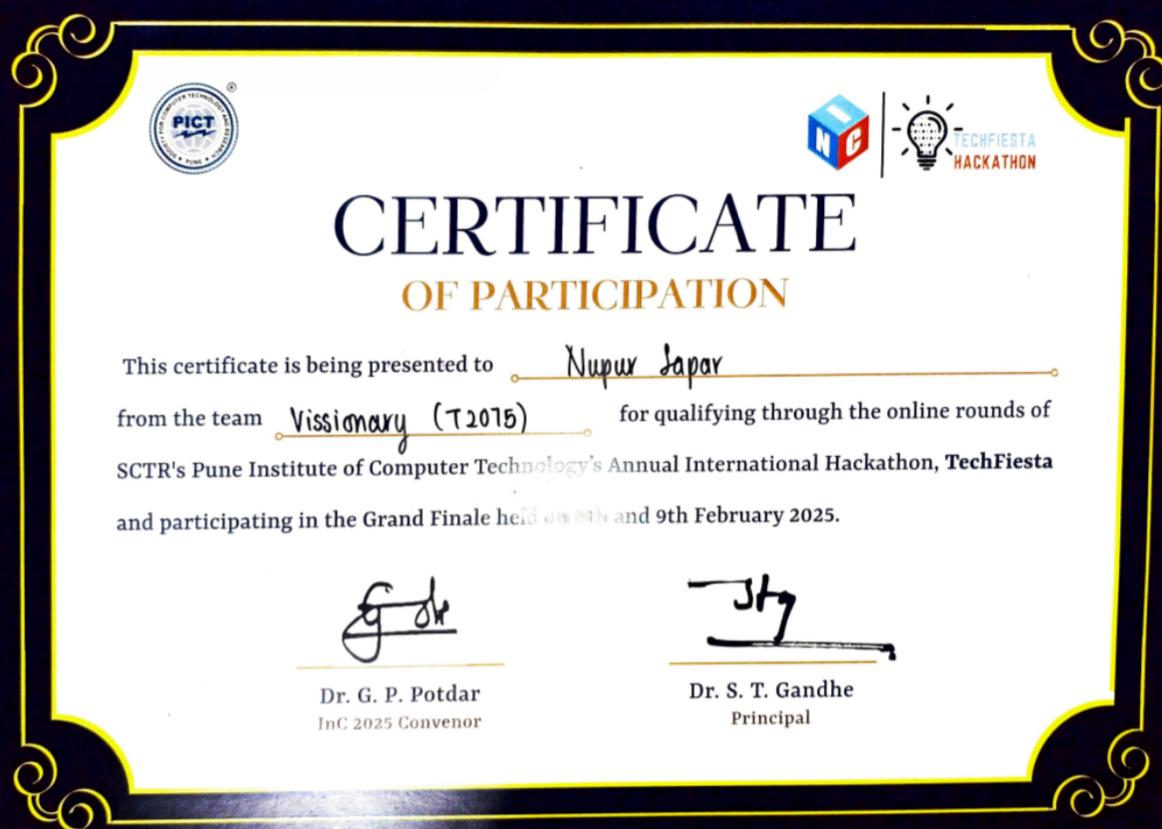 SOCIETY FOR COMPUTER TECHNOLOGY AND RESEARCH
PICT
PUNE
®
INC
TECHFIESTA
HACKATHON
CERTIFICATE
OF PARTICIPATION
This certificate is being presented to Nupur Sapar
from the team Vissionary (T2075) for qualifying through the online rounds of
SCTR's Pune Institute of Computer Technology's Annual International Hackathon, TechFiesta
and participating in the Grand Finale held on 8th and 9th February 2025.
Dr. G. P. Potdar
InC 2025 Convenor
Dr. S. T. Gandhe
Principal